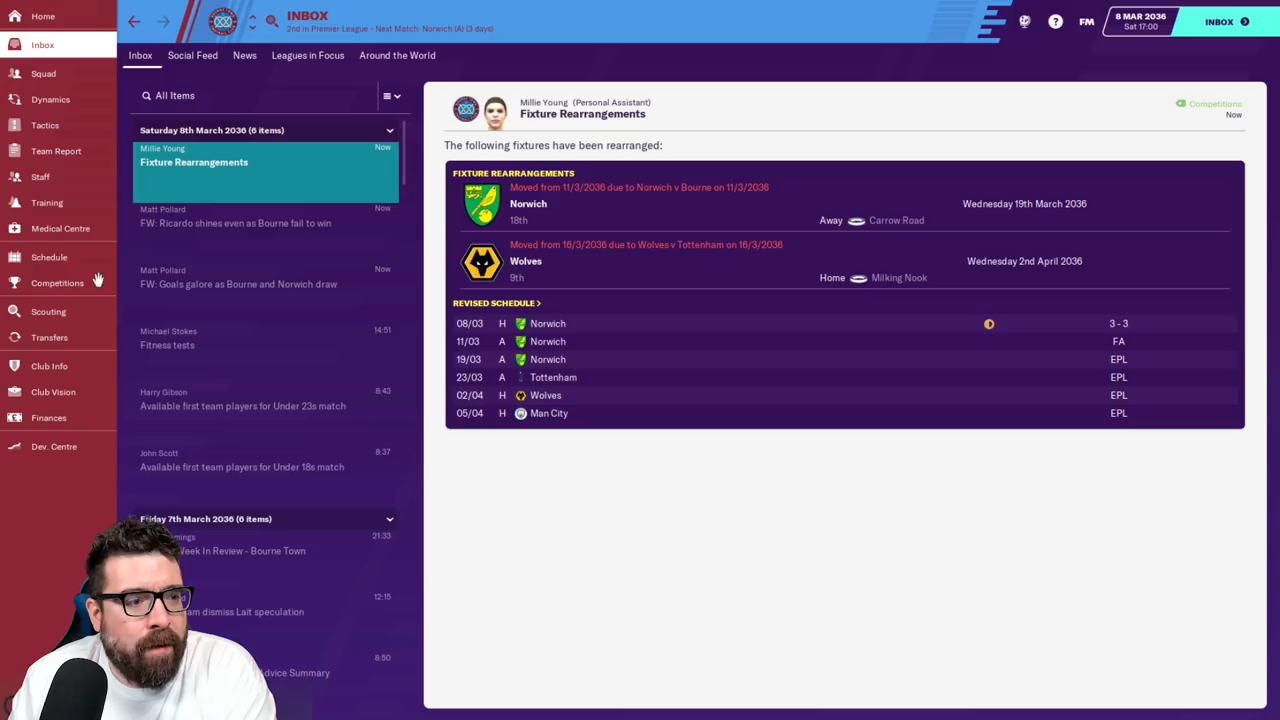 Home
Inbox
Squad
Dynamics
Tactics
Team Report
Staff
Training
Medical Centre
Schedule
Competitions
Scouting
Transfers
Club Info
Club Vision
Finances
Dev. Centre
INBOX
2nd in Premier League - Next Match: Norwich (A) (3 days)
?
FM
8 MAR 2036
Sat 17:00
INBOX
Inbox Social Feed News Leagues in Focus Around the World
All Items
Saturday 8th March 2036 (6 items)
Millie Young Now
Fixture Rearrangements
Matt Pollard Now
FW: Ricardo shines even as Bourne fail to win
Matt Pollard Now
FW: Goals galore as Bourne and Norwich draw
Michael Stokes 14:51
Fitness tests
Harry Gibson 8:43
Available first team players for Under 23s match
John Scott 8:37
Available first team players for Under 18s match
Friday 7th March 2036 (6 items)
21:33
Week In Review - Bourne Town
12:15
dismiss Lait speculation
8:50
Advice Summary
Millie Young (Personal Assistant)
Fixture Rearrangements
Competitions
Now
The following fixtures have been rearranged:
FIXTURE REARRANGEMENTS
Moved from 11/3/2036 due to Norwich v Bourne on 11/3/2036
Norwich Wednesday 19th March 2036
18th Away Carrow Road
Moved from 16/3/2036 due to Wolves v Tottenham on 16/3/2036
Wolves Wednesday 2nd April 2036
9th Home Milking Nook
REVISED SCHEDULE >
08/03 H Norwich 3 - 3
11/03 A Norwich FA
19/03 A Norwich EPL
23/03 A Tottenham EPL
02/04 H Wolves EPL
05/04 H Man City EPL